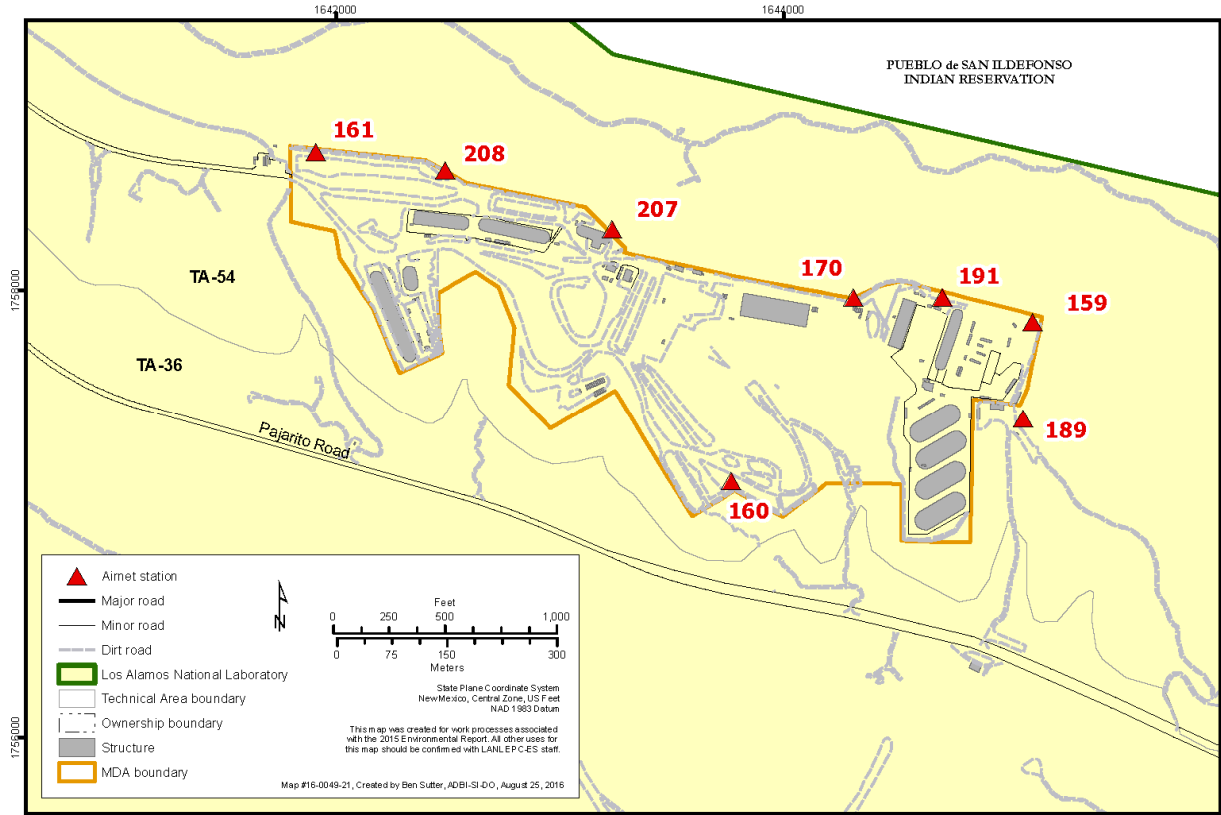 1642000
1644000
PUEBLO de SAN ILDEFONSO
INDIAN RESERVATION
161
208
207
170
191
159
1758000
TA-54
TA-36
Pajarito Road
189
160
Airnet station
Major road
Minor road
Dirt road
Los Alamos National Laboratory
Technical Area boundary
Ownership boundary
Structure
MDA boundary
N
Feet
0 250 500 1,000
0 75 150 300
Meters
State Plane Coordinate System
New Mexico, Central Zone, US Feet
NAD 1983 Datum
This map was created for work processes associated
with the 2015 Environmental Report. All other uses for
this map should be confirmed with LANL EPC-ES staff.
Map #16-0049-21, Created by Ben Sutter, ADBI-SI-DO, August 25, 2016
1756000